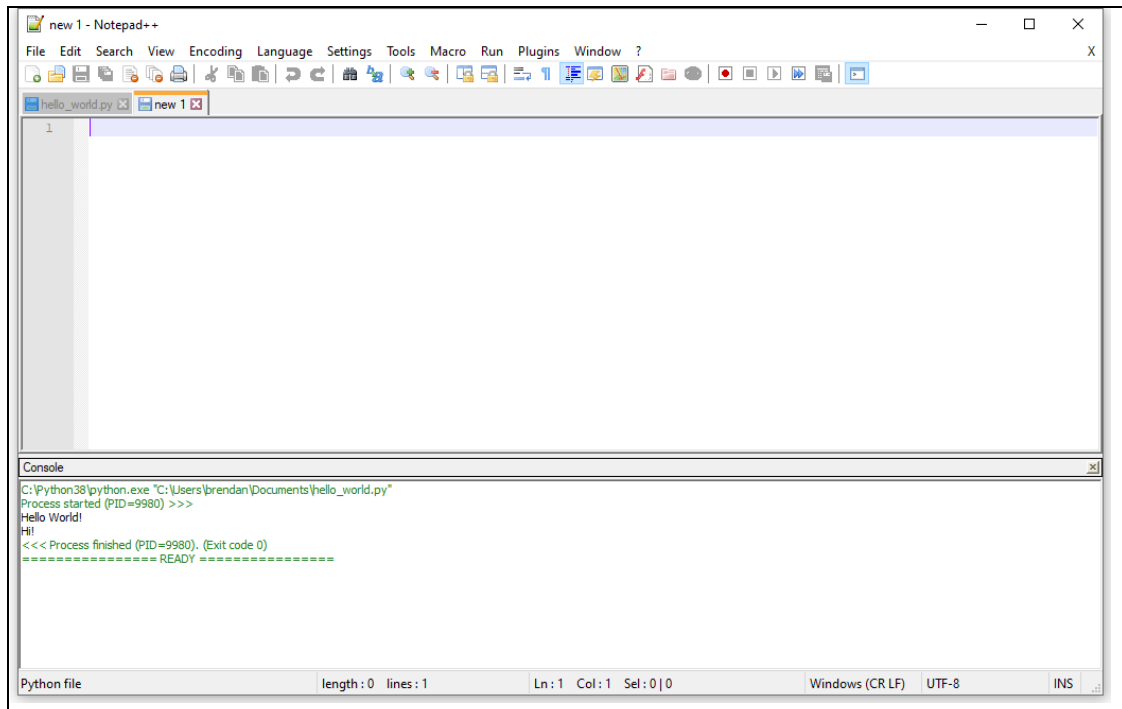 new 1 - Notepad++
File Edit Search View Encoding Language Settings Tools Macro Run Plugins Window ? X
hello_world.py new 1
1
Console
C:\Python38\python.exe "C:\Users\brendan\Documents\hello_world.py"
Process started (PID=9980) >>>
Hello World!
Hi!
<<< Process finished (PID=9980). (Exit code 0)
================ READY ================
Python file length : 0 lines : 1 Ln : 1 Col : 1 Sel : 0 | 0 Windows (CR LF) UTF-8 INS